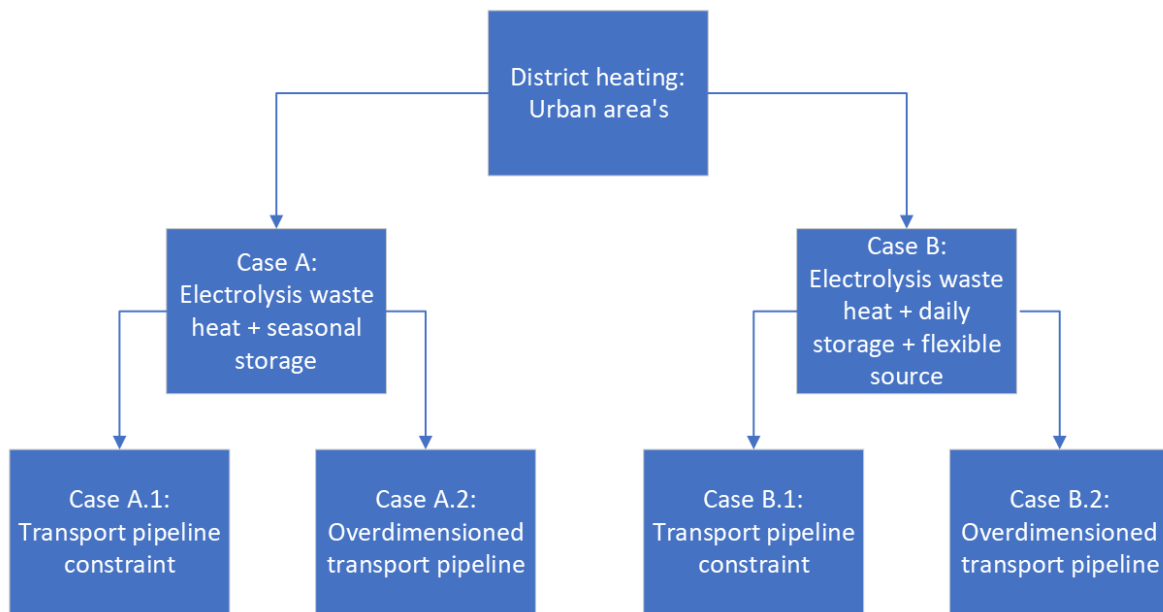 District heating:
Urban area's
Case A:
Electrolysis waste
heat + seasonal
storage
Case B:
Electrolysis waste
heat + daily
storage + flexible
source
Case A.1:
Transport pipeline
constraint
Case A.2:
Overdimensioned
transport pipeline
Case B.1:
Transport pipeline
constraint
Case B.2:
Overdimensioned
transport pipeline